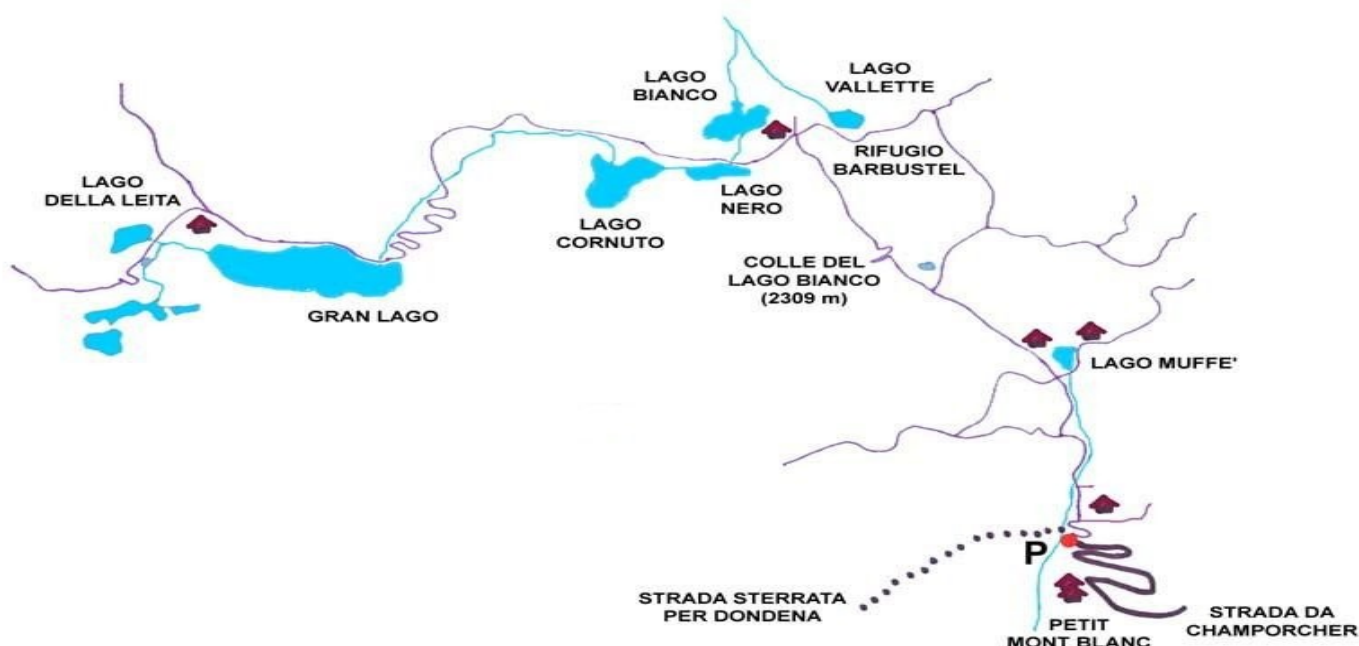 LAGO
BIANCO
LAGO
VALLETTE
RIFUGIO
BARBUSTEL
LAGO
DELLA LEITA
LAGO
NERO
LAGO
CORNUTO
COLLE DEL
LAGO BIANCO
(2309 m)
GRAN LAGO
LAGO MUFFE'
P
STRADA STERRATA
PER DONDENA
PETIT
MONT BLANC
STRADA DA
CHAMPORCHER